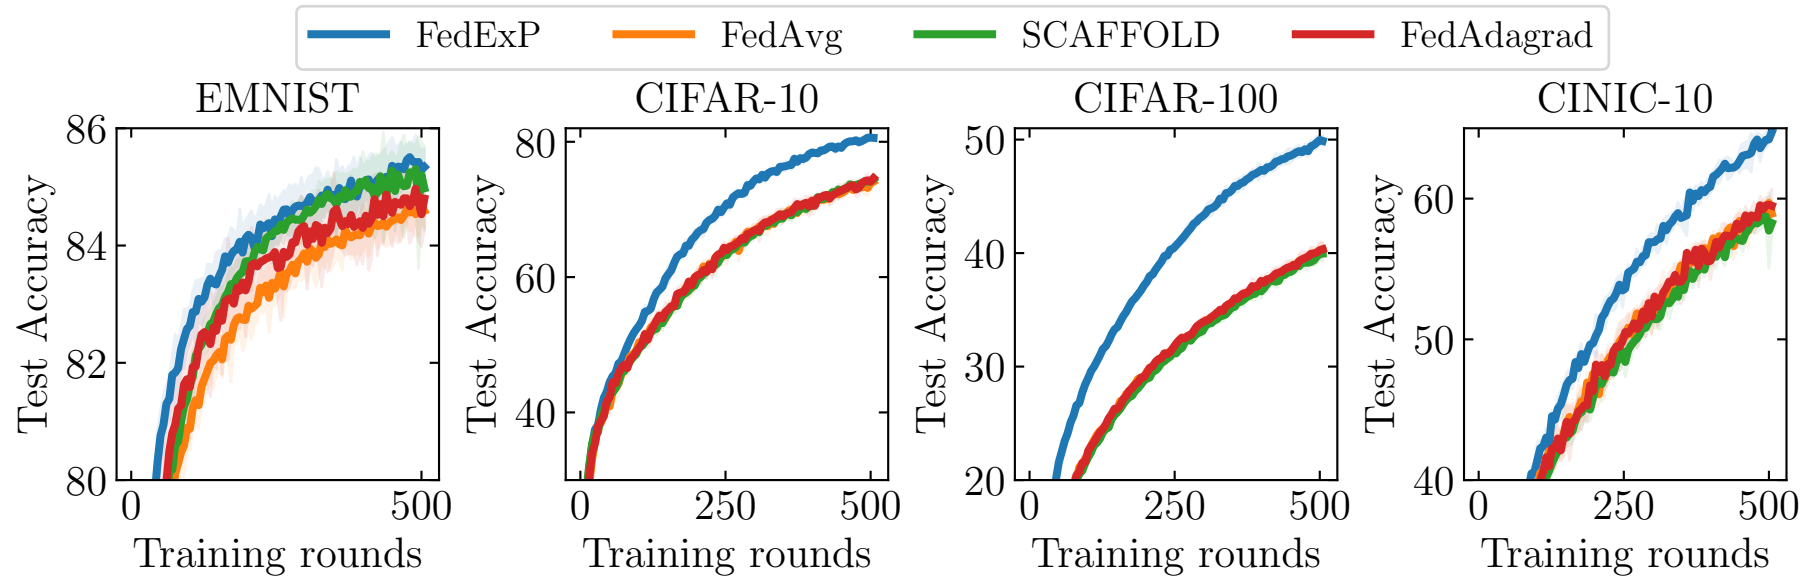 FedExP FedAvg SCAFFOLD FedAdagrad
EMNIST
86
84
82
80
0 500
Test Accuracy
Training rounds
CIFAR-10
80
60
40
0 250 500
Test Accuracy
Training rounds
CIFAR-100
50
40
30
20
0 250 500
Test Accuracy
Training rounds
CINIC-10
60
50
40
0 250 500
Test Accuracy
Training rounds